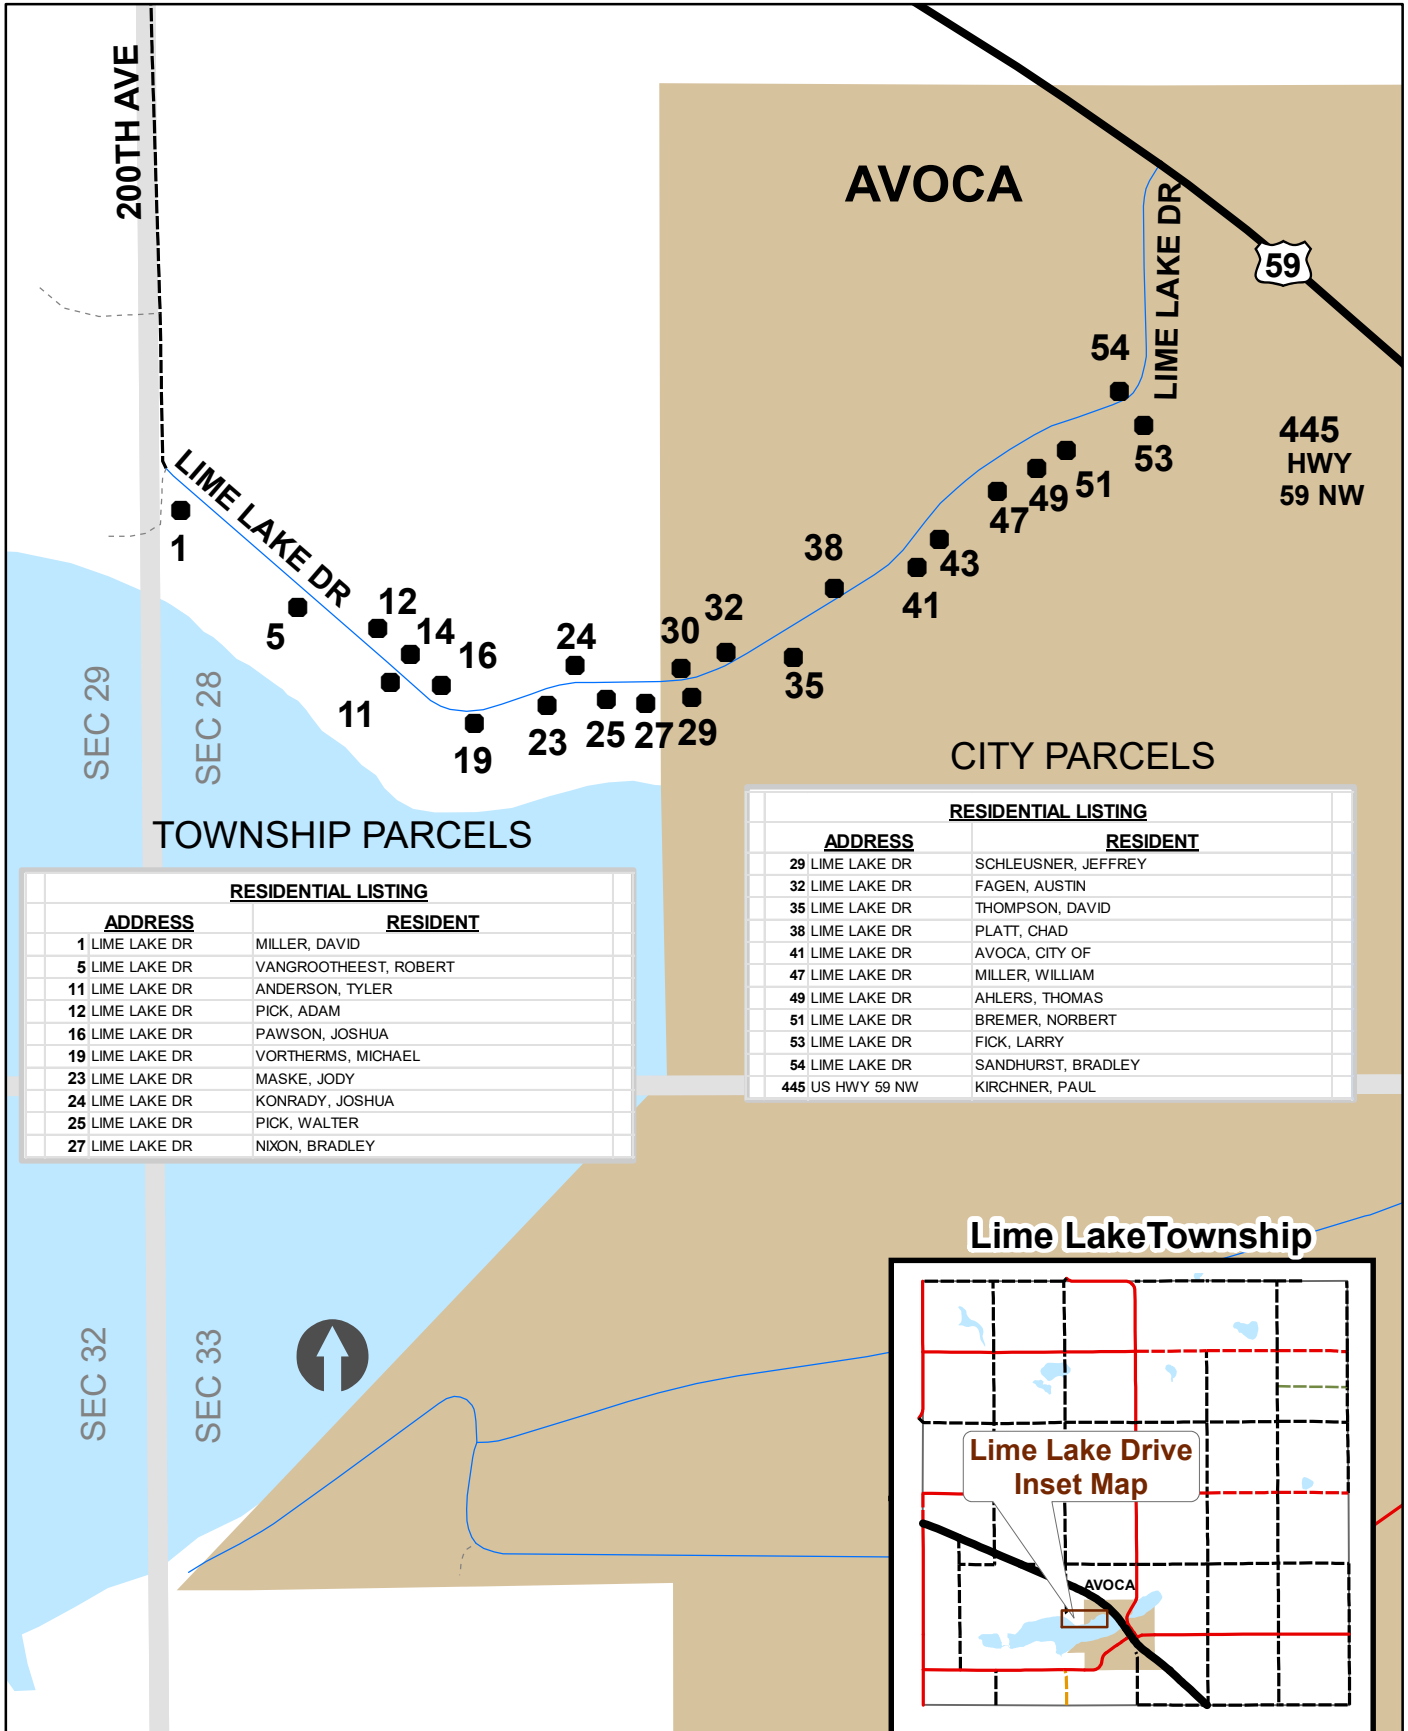 200TH AVE
AVOCA
LIME LAKE DR
59
54
53
445
HWY
59 NW
51
49
47
43
41
38
35
32
30
29
27
25
24
23
19
16
14
12
11
5
1
LIME LAKE DR
SEC 29
SEC 28
CITY PARCELS
RESIDENTIAL LISTING
ADDRESS RESIDENT
29 LIME LAKE DR SCHLEUSNER, JEFFREY
32 LIME LAKE DR FAGEN, AUSTIN
35 LIME LAKE DR THOMPSON, DAVID
38 LIME LAKE DR PLATT, CHAD
41 LIME LAKE DR AVOCA, CITY OF
47 LIME LAKE DR MILLER, WILLIAM
49 LIME LAKE DR AHLERS, THOMAS
51 LIME LAKE DR BREMER, NORBERT
53 LIME LAKE DR FICK, LARRY
54 LIME LAKE DR SANDHURST, BRADLEY
445 US HWY 59 NW KIRCHNER, PAUL
TOWNSHIP PARCELS
RESIDENTIAL LISTING
ADDRESS RESIDENT
1 LIME LAKE DR MILLER, DAVID
5 LIME LAKE DR VANGROOTHEEST, ROBERT
11 LIME LAKE DR ANDERSON, TYLER
12 LIME LAKE DR PICK, ADAM
16 LIME LAKE DR PAWSON, JOSHUA
19 LIME LAKE DR VORTHERMS, MICHAEL
23 LIME LAKE DR MASKE, JODY
24 LIME LAKE DR KONRADY, JOSHUA
25 LIME LAKE DR PICK, WALTER
27 LIME LAKE DR NIXON, BRADLEY
SEC 32
SEC 33
Lime LakeTownship
Lime Lake Drive
Inset Map
AVOCA